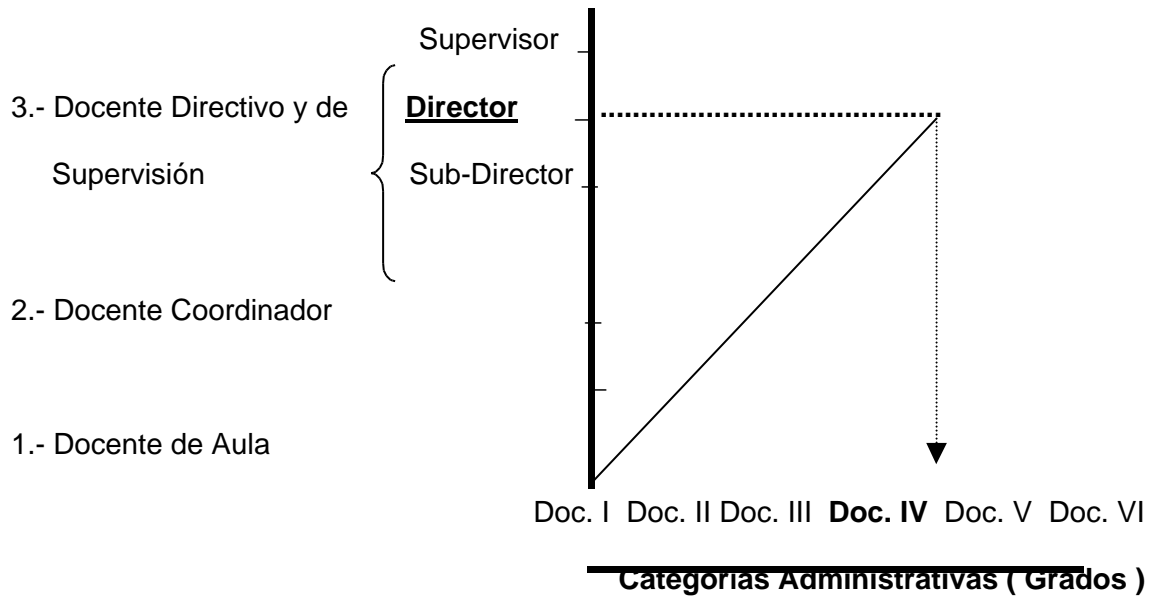 Supervisor
3.- Docente Directivo y de Director
Supervisión Sub-Director
2.- Docente Coordinador
1.- Docente de Aula
Doc. I Doc. II Doc. III Doc. IV Doc. V Doc. VI
Categorías Administrativas ( Grados )